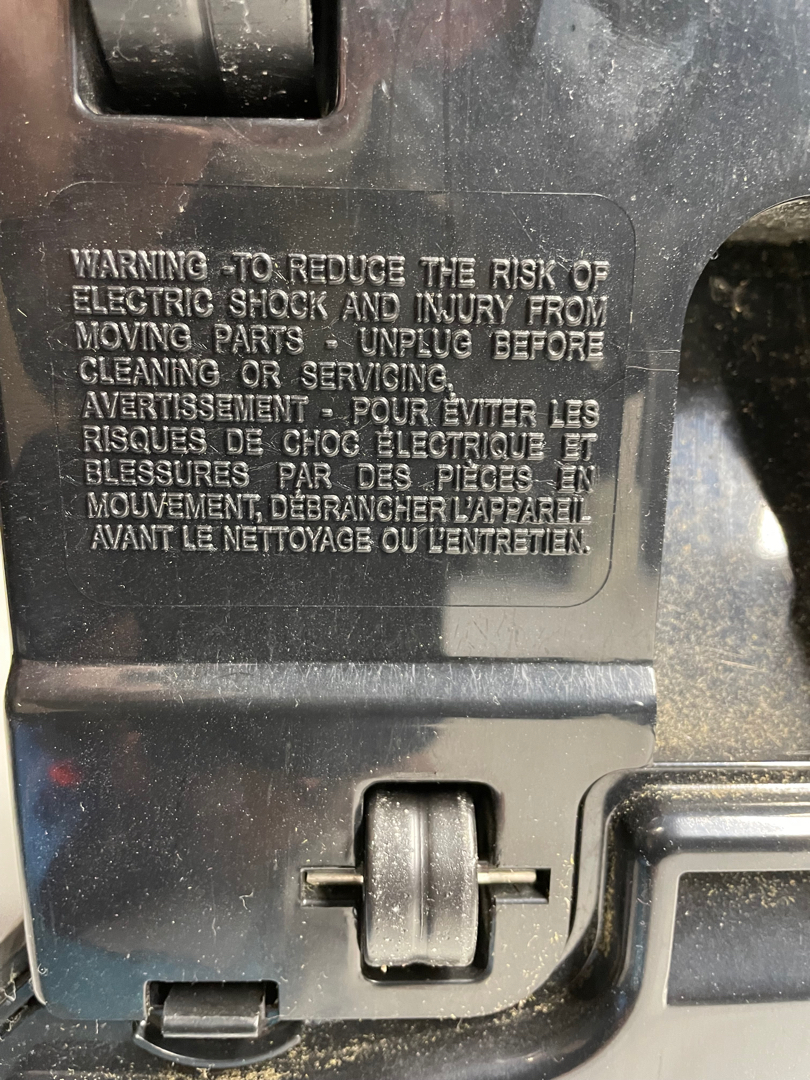 WARNING -TO REDUCE THE RISK OF
ELECTRIC SHOCK AND INJURY FROM
MOVING PARTS - UNPLUG BEFORE
CLEANING OR SERVICING.
AVERTISSEMENT - POUR ÉVITER LES
RISQUES DE CHOC ÉLECTRIQUE ET
BLESSURES PAR DES PIÈCES EN
MOUVEMENT, DÉBRANCHER L'APPAREIL
AVANT LE NETTOYAGE OU L'ENTRETIEN.